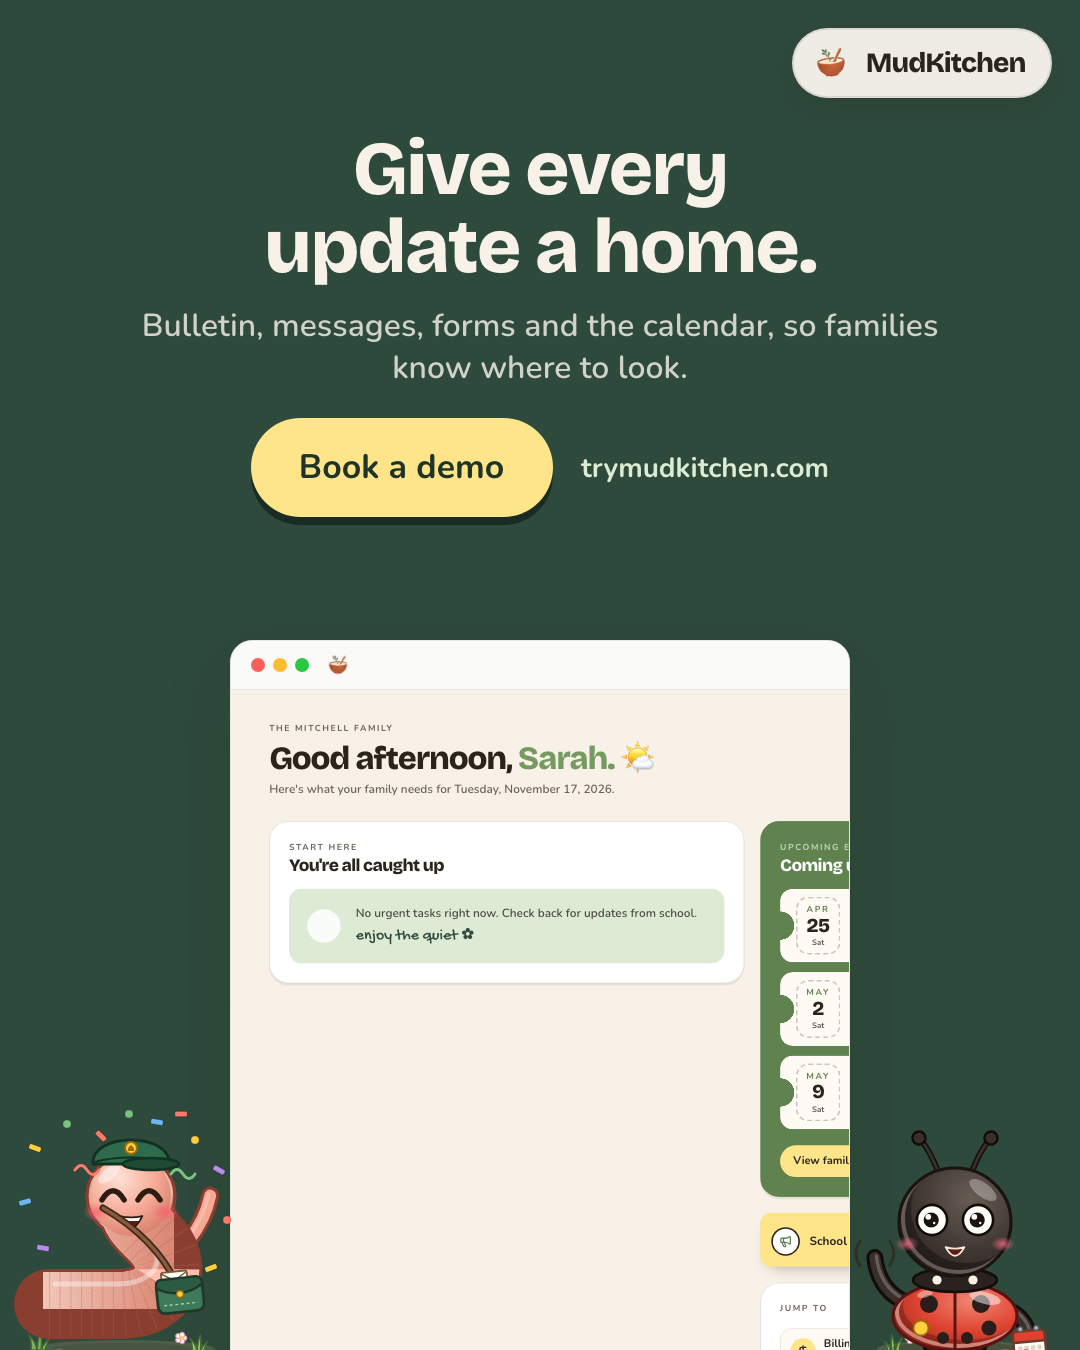 MudKitchen
Give every
update a home.
Bulletin, messages, forms and the calendar, so families
know where to look.
Book a demo
trymudkitchen.com
THE MITCHELL FAMILY
Good afternoon, Sarah.
Here's what your family needs for Tuesday, November 17, 2026.
START HERE
You're all caught up
No urgent tasks right now. Check back for updates from school.
enjoy the quiet
UPCOMING
Coming
APR
25
Sat
MAY
2
Sat
MAY
9
Sat
View
School
JUMP TO